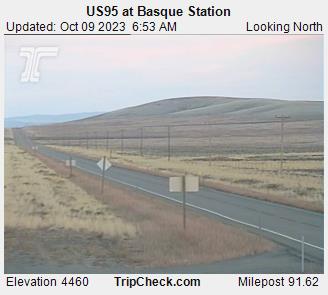 US95 at Basque Station
Updated: Oct 09 2023 6:53 AM Looking North
Elevation 4460 TripCheck.com Milepost 91.62